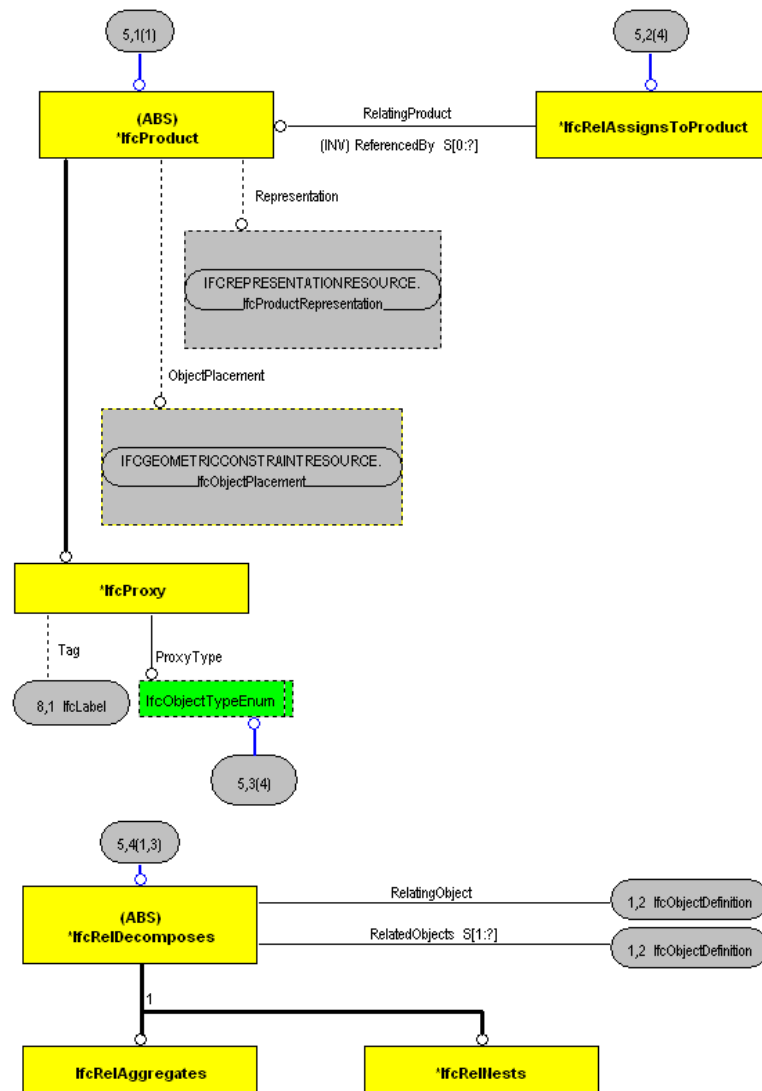 5,1(1)
5,2(4)
(ABS)
*IfcProduct
RelatingProduct
(INV) ReferencedBy S[0:?]
*IfcRelAssignsToProduct
Representation
IFCREPRESENTATIONRESOURCE.
IfcProductRepresentation
ObjectPlacement
IFCGEOMETRICCONSTRAINTRESOURCE.
IfcObjectPlacement
*IfcProxy
Tag
ProxyType
8,1 IfcLabel
IfcObjectTypeEnum
5,3(4)
5,4(1,3)
(ABS)
*IfcRelDecomposes
RelatingObject
1,2 IfcObjectDefinition
RelatedObjects S[1:?]
1,2 IfcObjectDefinition
1
IfcRelAggregates
*IfcRelNests